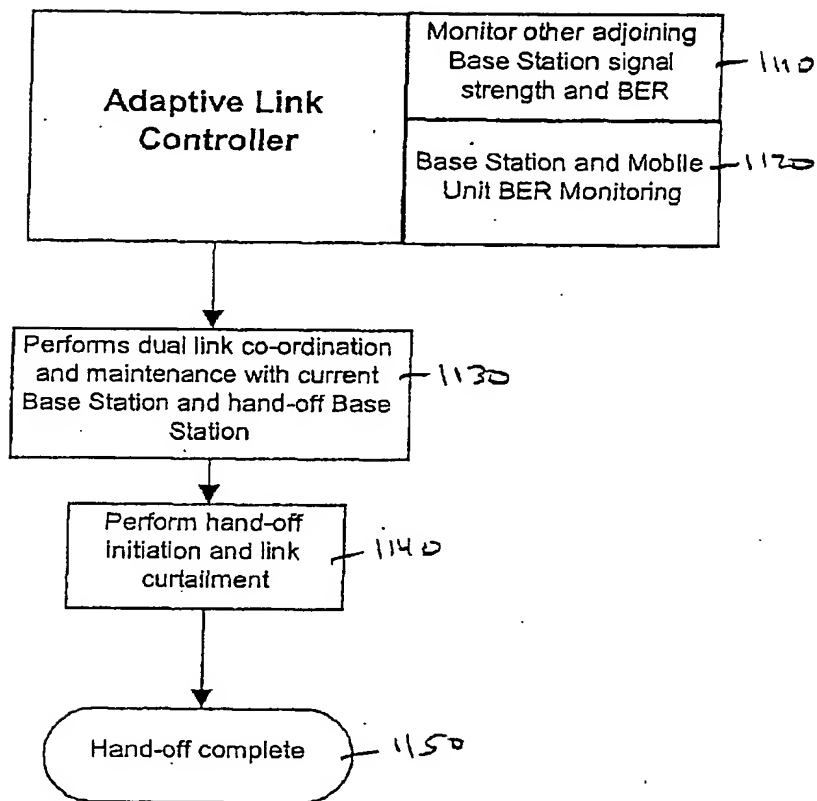 Adaptive Link
Controller
Monitor other adjoining
Base Station signal
strength and BER
1110
Base Station and Mobile
Unit BER Monitoring
1120
Performs dual link co-ordination
and maintenance with current
Base Station and hand-off Base
Station
1130
Perform hand-off
initiation and link
curtailment
1140
Hand-off complete
1150